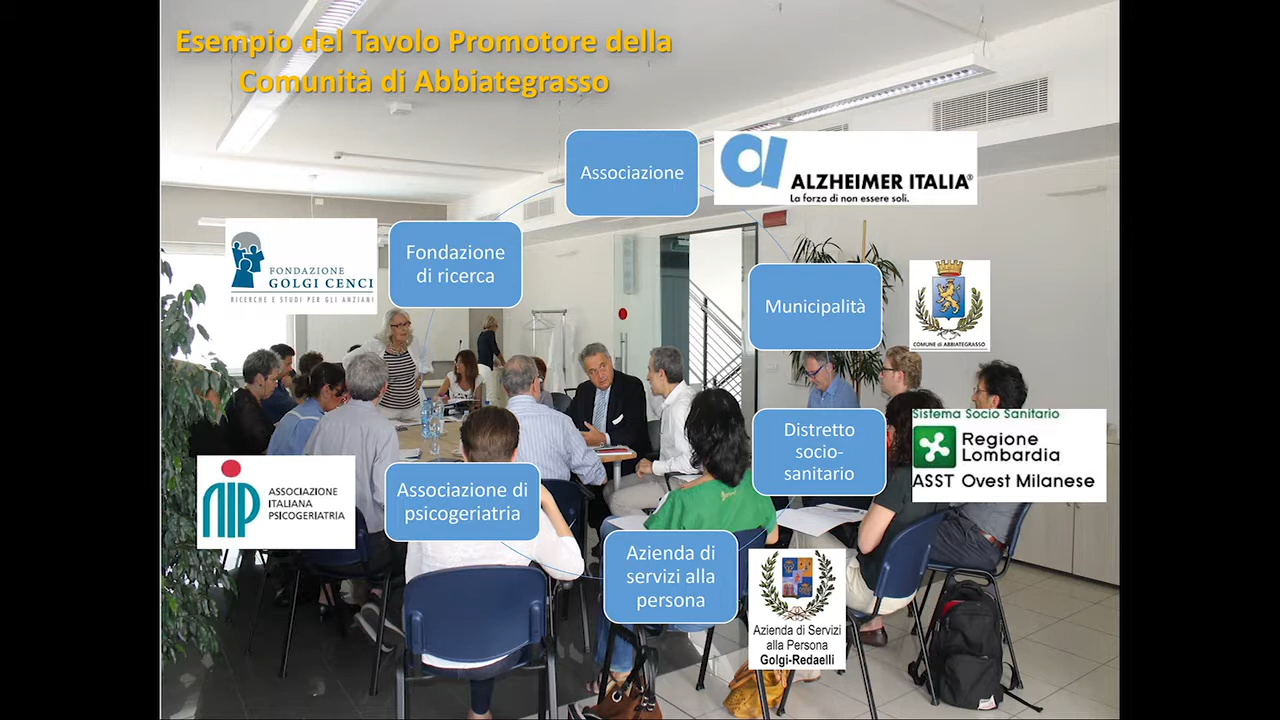 Esempio del Tavolo Promotore della
Comunità di Abbiategrasso
Associazione
ALZHEIMER ITALIA®
La forza di non essere soli.
Fondazione
di ricerca
FONDAZIONE
GOLGI CENCI
RICERCHE E STUDI PER GLI ANZIANI
Municipalità
COMUNE di ABBIATEGRASSO
Distretto
socio-
sanitario
Sistema Socio Sanitario
Regione
Lombardia
ASST Ovest Milanese
Associazione di
psicogeriatria
AIP
ASSOCIAZIONE
ITALIANA
PSICOGERIATRIA
Azienda di
servizi alla
persona
Azienda di Servizi
alla Persona
Golgi-Redaelli